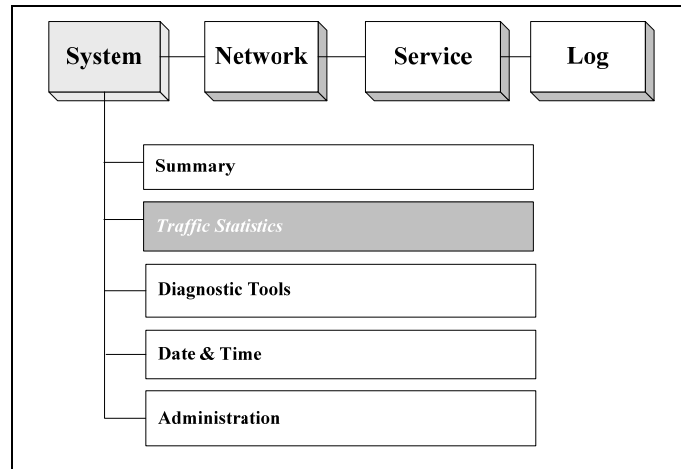 System
Network
Service
Log
Summary
Traffic Statistics
Diagnostic Tools
Date & Time
Administration